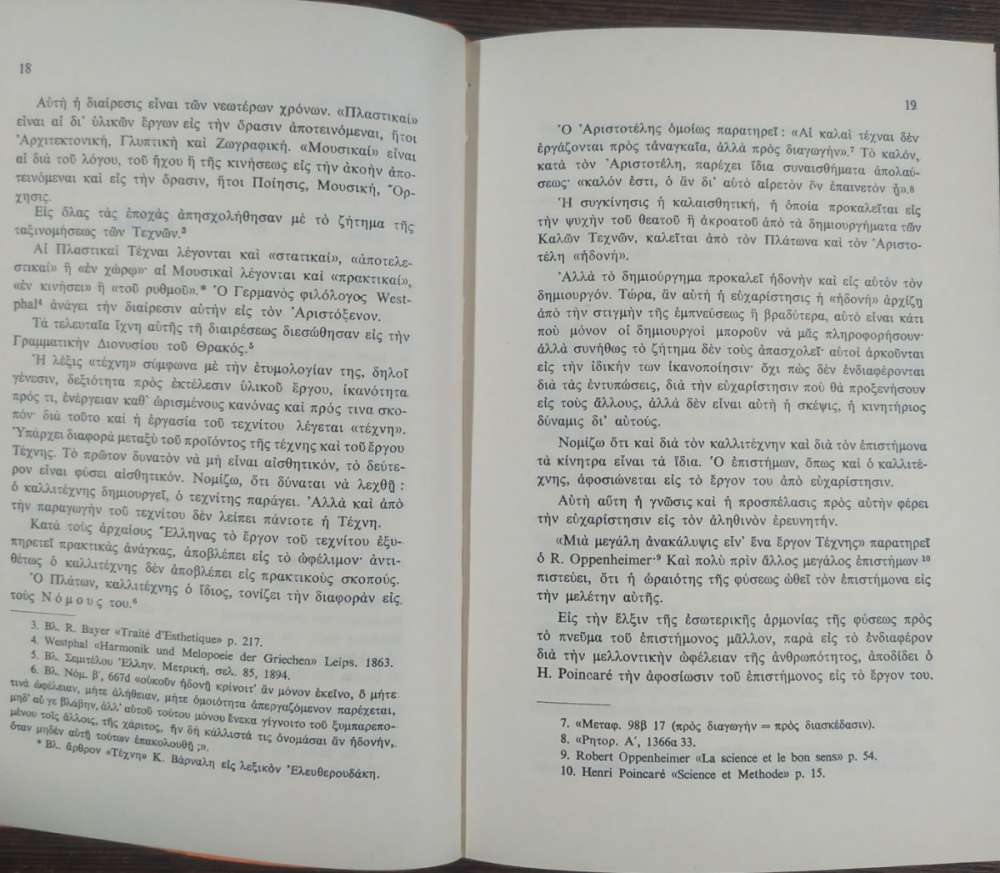 18
Αὐτὴ ἡ διαίρεσις εἶναι τῶν νεωτέρων χρόνων. «Πλαστικαὶ»
εἶναι αἱ δι᾽ ὑλικῶν ἔργων εἰς τὴν ὅρασιν ἀποτεινόμεναι, ἤτοι
Ἀρχιτεκτονική, Γλυπτικὴ καὶ Ζωγραφική. «Μουσικαὶ» εἶναι
αἱ διὰ τοῦ λόγου, τοῦ ἤχου ἢ τῆς κινήσεως εἰς τὴν ἀκοὴν ἀπο-
τεινόμεναι καὶ εἰς τὴν ὅρασιν, ἤτοι Ποίησις, Μουσική, Ὄρ-
χησις.
Εἰς ὅλας τὰς ἐποχὰς ἀπησχολήθησαν μὲ τὸ ζήτημα τῆς
ταξινομήσεως τῶν Τεχνῶν.³
Αἱ Πλαστικαὶ Τέχναι λέγονται καὶ «στατικαί», «ἀποτελε-
στικαὶ» ἢ «ἐν χώρῳ»· αἱ Μουσικαὶ λέγονται καὶ «πρακτικαί»,
«ἐν κινήσει» ἢ «τοῦ ρυθμοῦ».* Ὁ Γερμανὸς φιλόλογος West-
phal⁴ ἀνάγει τὴν διαίρεσιν αὐτὴν εἰς τὸν Ἀριστόξενον.
Τὰ τελευταῖα ἴχνη αὐτῆς τῆ διαιρέσεως διεσώθησαν εἰς τὴν
Γραμματικὴν Διονυσίου τοῦ Θρακός.⁵
Ἡ λέξις «τέχνη» σύμφωνα μὲ τὴν ἐτυμολογίαν της, δηλοῖ
γένεσιν, δεξιότητα πρὸς ἐκτέλεσιν ὑλικοῦ ἔργου, ἱκανότητα
πρός τι, ἐνέργειαν καθ᾽ ὡρισμένους κανόνας καὶ πρός τινα σκο-
πόν· διὰ τοῦτο καὶ ἡ ἐργασία τοῦ τεχνίτου λέγεται «τέχνη».
Ὑπάρχει διαφορὰ μεταξὺ τοῦ προϊόντος τῆς τέχνης καὶ τοῦ ἔργου
Τέχνης. Τὸ πρῶτον δυνατὸν νὰ μὴ εἶναι αἰσθητικόν, τὸ δεύτε-
ρον εἶναι φύσει αἰσθητικόν. Νομίζω, ὅτι δύναται νὰ λεχθῇ :
ὁ καλλιτέχνης δημιουργεῖ, ὁ τεχνίτης παράγει. Ἀλλὰ καὶ ἀπὸ
τὴν παραγωγὴν τοῦ τεχνίτου δὲν λείπει πάντοτε ἡ Τέχνη.
Κατὰ τοὺς ἀρχαίους Ἕλληνας τὸ ἔργον τοῦ τεχνίτου ἐξυ-
πηρετεῖ πρακτικὰς ἀνάγκας, ἀποβλέπει εἰς τὸ ὠφέλιμον· ἀντι-
θέτως ὁ καλλιτέχνης δὲν ἀποβλέπει εἰς πρακτικοὺς σκοπούς.
Ὁ Πλάτων, καλλιτέχνης ὁ ἴδιος, τονίζει τὴν διαφορὰν εἰς
τοὺς Νόμους του.⁶
3. Βλ. R. Bayer «Traité d'Esthetique» p. 217.
4. Westphal «Harmonik und Melopoeie der Griechen» Leips. 1863.
5. Βλ. Σεμιτέλου Ἕλλην. Μετρική, σελ. 85, 1894.
6. Βλ. Νόμ. β΄, 667d «οὐκοῦν ἡδονῇ κρίνοιτ᾽ ἂν μόνον ἐκεῖνο, ὃ μήτε
τινὰ ὠφέλειαν, μήτε ἀλήθειαν, μήτε ὁμοιότητα ἀπεργαζόμενον παρέχεται,
μηδ᾽ αὖ γε βλάβην, ἀλλ᾽ αὐτοῦ τούτου μόνου ἕνεκα γίγνοιτο τοῦ ξυμπαρεπο-
μένου τοῖς ἄλλοις, τῆς χάριτος, ἣν δὴ κάλλιστά τις ὀνομάσαι ἂν ἡδονήν,
ὅταν μηδὲν αὐτῇ τούτων ἐπακολουθῇ ;».
* Βλ. ἄρθρον «Τέχνη» Κ. Βάρναλη εἰς λεξικὸν Ἐλευθερουδάκη.
19
Ὁ Ἀριστοτέλης ὁμοίως παρατηρεῖ : «Αἱ καλαὶ τέχναι δὲν
ἐργάζονται πρὸς τἀναγκαῖα, ἀλλὰ πρὸς διαγωγήν».⁷ Τὸ καλόν,
κατὰ τὸν Ἀριστοτέλη, παρέχει ἴδια συναισθήματα ἀπολαύ-
σεως· «καλόν ἐστι, ὃ ἂν δι᾽ αὑτὸ αἱρετὸν ὂν ἐπαινετὸν ᾖ».⁸
Ἡ συγκίνησις ἡ καλαισθητική, ἡ ὁποία προκαλεῖται εἰς
τὴν ψυχὴν τοῦ θεατοῦ ἢ ἀκροατοῦ ἀπὸ τὰ δημιουργήματα τῶν
Καλῶν Τεχνῶν, καλεῖται ἀπὸ τὸν Πλάτωνα καὶ τὸν Ἀριστο-
τέλη «ἡδονή».
Ἀλλὰ τὸ δημιούργημα προκαλεῖ ἡδονὴν καὶ εἰς αὐτὸν τὸν
δημιουργόν. Τώρα, ἂν αὐτὴ ἡ εὐχαρίστησις ἡ «ἡδονὴ» ἀρχίζῃ
ἀπὸ τὴν στιγμὴν τῆς ἐμπνεύσεως ἢ βραδύτερα, αὐτὸ εἶναι κάτι
ποὺ μόνον οἱ δημιουργοὶ μποροῦν νὰ μᾶς πληροφορήσουν·
ἀλλὰ συνήθως τὸ ζήτημα δὲν τοὺς ἀπασχολεῖ· αὐτοὶ ἀρκοῦνται
εἰς τὴν ἰδικήν των ἱκανοποίησιν· ὄχι πὼς δὲν ἐνδιαφέρονται
διὰ τὰς ἐντυπώσεις, διὰ τὴν εὐχαρίστησιν ποὺ θὰ προξενήσουν
εἰς τοὺς ἄλλους, ἀλλὰ δὲν εἶναι αὐτὴ ἡ σκέψις, ἡ κινητήριος
δύναμις δι᾽ αὐτούς.
Νομίζω ὅτι καὶ διὰ τὸν καλλιτέχνην καὶ διὰ τὸν ἐπιστήμονα
τὰ κίνητρα εἶναι τὰ ἴδια. Ὁ ἐπιστήμων, ὅπως καὶ ὁ καλλιτέ-
χνης, ἀφοσιώνεται εἰς τὸ ἔργον του ἀπὸ εὐχαρίστησιν.
Αὐτὴ αὕτη ἡ γνῶσις καὶ ἡ προσπέλασις πρὸς αὐτὴν φέρει
τὴν εὐχαρίστησιν εἰς τὸν ἀληθινὸν ἐρευνητήν.
«Μιὰ μεγάλη ἀνακάλυψις εἶν᾽ ἕνα ἔργον Τέχνης» παρατηρεῖ
ὁ R. Oppenheimer·⁹ Καὶ πολὺ πρὶν ἄλλος μεγάλος ἐπιστήμων ¹⁰
πιστεύει, ὅτι ἡ ὡραιότης τῆς φύσεως ὠθεῖ τὸν ἐπιστήμονα εἰς
τὴν μελέτην αὐτῆς.
Εἰς τὴν ἕλξιν τῆς ἐσωτερικῆς ἁρμονίας τῆς φύσεως πρὸς
τὸ πνεῦμα τοῦ ἐπιστήμονος μᾶλλον, παρὰ εἰς τὸ ἐνδιαφέρον
διὰ τὴν μελλοντικὴν ὠφέλειαν τῆς ἀνθρωπότητος, ἀποδίδει ὁ
H. Poincaré τὴν ἀφοσίωσιν τοῦ ἐπιστήμονος εἰς τὸ ἔργον του.
7. «Μεταφ. 98β 17 (πρὸς διαγωγὴν = πρὸς διασκέδασιν).
8. «Ρητορ. Α΄, 1366α 33.
9. Robert Oppenheimer «La science et le bon sens» p. 54.
10. Henri Poincaré «Science et Methode» p. 15.